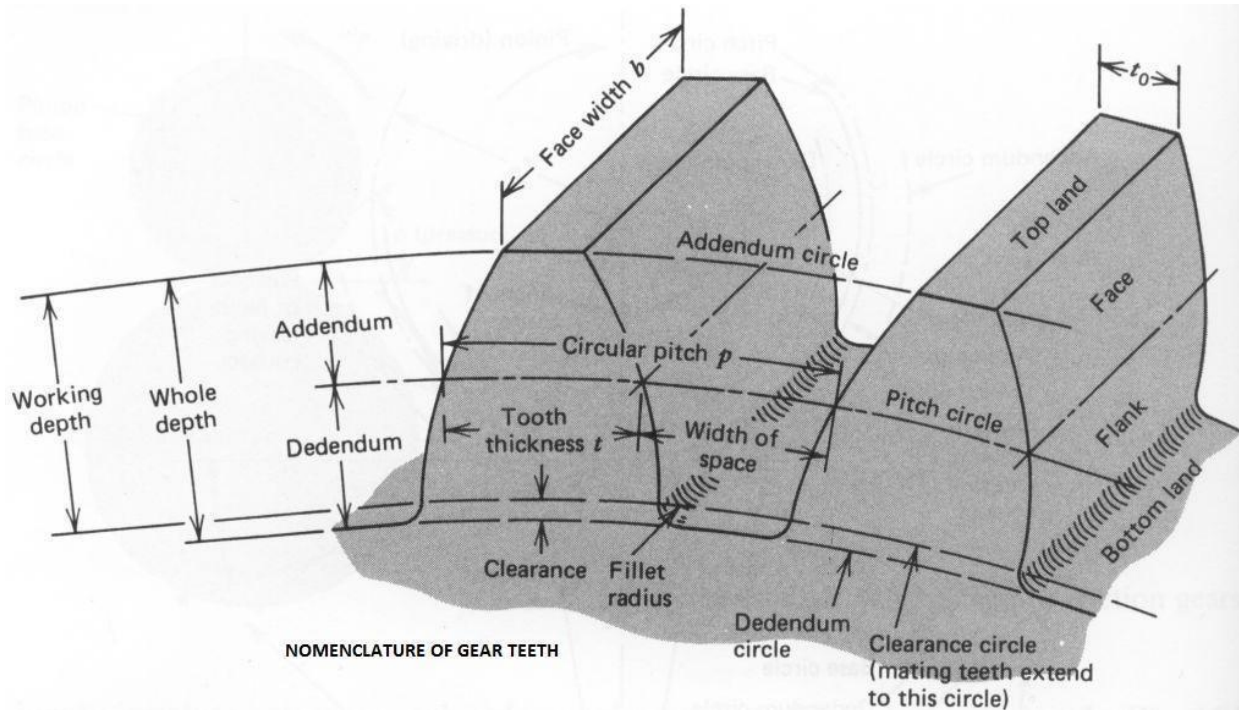 Face width b
t₀
Top land
Addendum circle
Face
Addendum
Circular pitch p
Working
depth
Whole
depth
Pitch circle
Dedendum
Tooth
thickness t
Width of
space
Flank
Bottom land
Clearance
Fillet
radius
Dedendum
circle
Clearance circle
(mating teeth extend
to this circle)
NOMENCLATURE OF GEAR TEETH